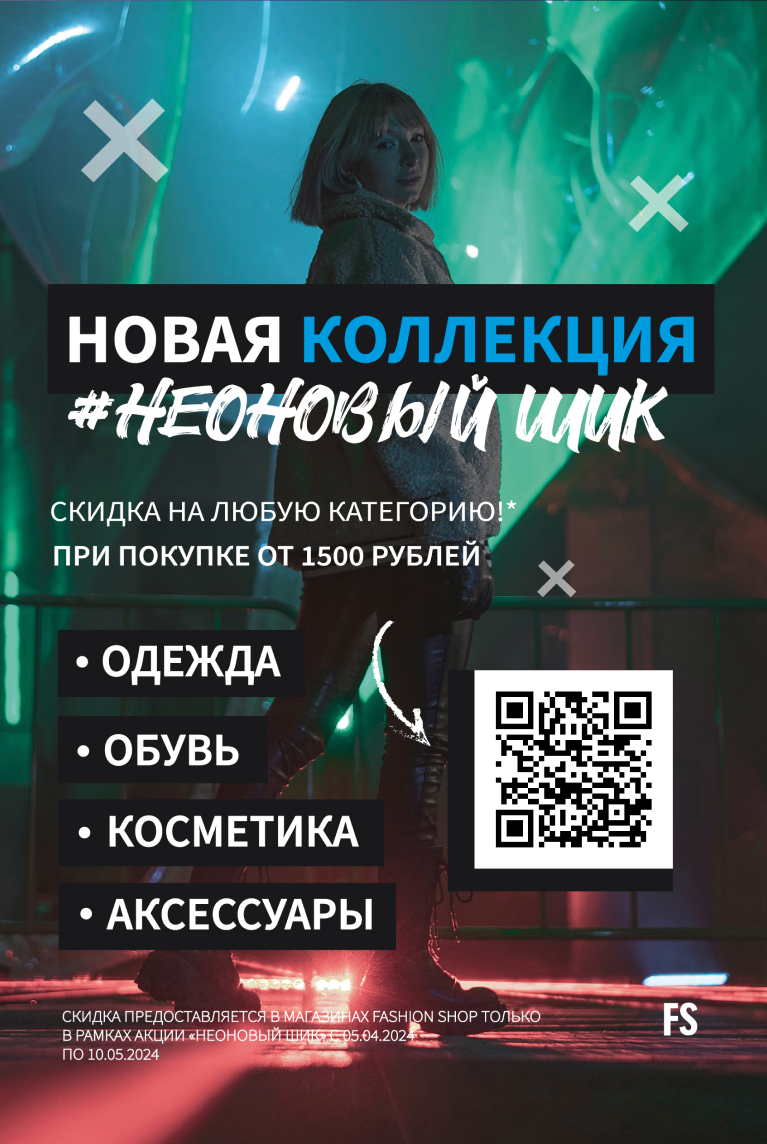 НОВАЯ КОЛЛЕКЦИЯ
#НЕОНОВЫЙ ШИК
СКИДКА НА ЛЮБУЮ КАТЕГОРИЮ!*
ПРИ ПОКУПКЕ ОТ 1500 РУБЛЕЙ
• ОДЕЖДА
• ОБУВЬ
• КОСМЕТИКА
• АКСЕССУАРЫ
СКИДКА ПРЕДОСТАВЛЯЕТСЯ В МАГАЗИНАХ FASHION SHOP ТОЛЬКО
В РАМКАХ АКЦИИ «НЕОНОВЫЙ ШИК» С 05.04.2024
ПО 10.05.2024
FS